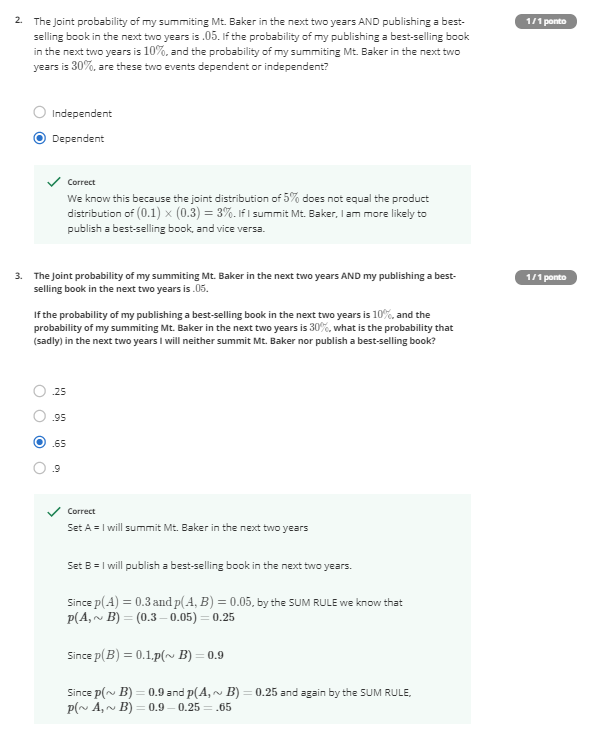 2. The Joint probability of my summiting Mt. Baker in the next two years AND publishing a best-
selling book in the next two years is .05. If the probability of my publishing a best-selling book
in the next two years is 10%, and the probability of my summiting Mt. Baker in the next two
years is 30%, are these two events dependent or independent?
1 / 1 ponto
Independent
Dependent
Correct
We know this because the joint distribution of 5% does not equal the product
distribution of (0.1) × (0.3) = 3%. If I summit Mt. Baker, I am more likely to
publish a best-selling book, and vice versa.
3. The Joint probability of my summiting Mt. Baker in the next two years AND my publishing a best-
selling book in the next two years is .05.
1 / 1 ponto
If the probability of my publishing a best-selling book in the next two years is 10%, and the
probability of my summiting Mt. Baker in the next two years is 30%, what is the probability that
(sadly) in the next two years I will neither summit Mt. Baker nor publish a best-selling book?
.25
.95
.65
.9
Correct
Set A = I will summit Mt. Baker in the next two years
Set B = I will publish a best-selling book in the next two years.
Since p(A) = 0.3 and p(A, B) = 0.05, by the SUM RULE we know that
p(A, ∼ B) = (0.3 – 0.05) = 0.25
Since p(B) = 0.1,p(∼ B) = 0.9
Since p(∼ B) = 0.9 and p(A, ∼ B) = 0.25 and again by the SUM RULE,
p(∼ A, ∼ B) = 0.9 – 0.25 = .65